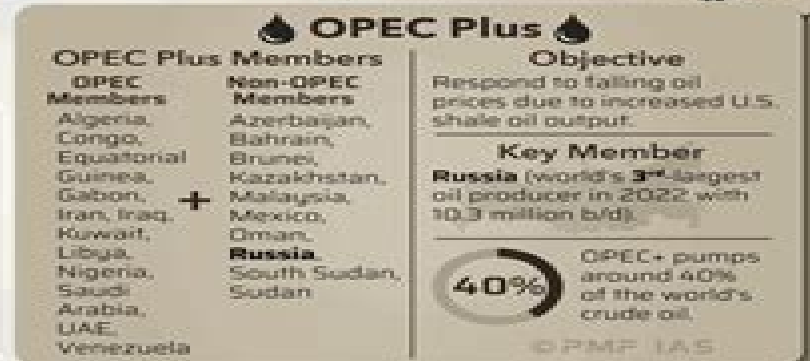 OPEC Plus
OPEC Plus Members
OPEC Members
Algeria,
Congo,
Equatorial
Guinea,
Gabon,
Iran, Iraq,
Kuwait,
Libya,
Nigeria,
Saudi
Arabia,
UAE,
Venezuela
+
Non-OPEC
Members
Azerbaijan,
Bahrain,
Brunei,
Kazakhstan,
Malaysia,
Mexico,
Oman,
Russia,
South Sudan,
Sudan
Objective
Respond to falling oil
prices due to increased U.S.
shale oil output.
Key Member
Russia (world's 3rd-largest
oil producer in 2022 with
10.3 million b/d).
40%
OPEC+ pumps
around 40%
of the world's
crude oil.
©PMF IAS